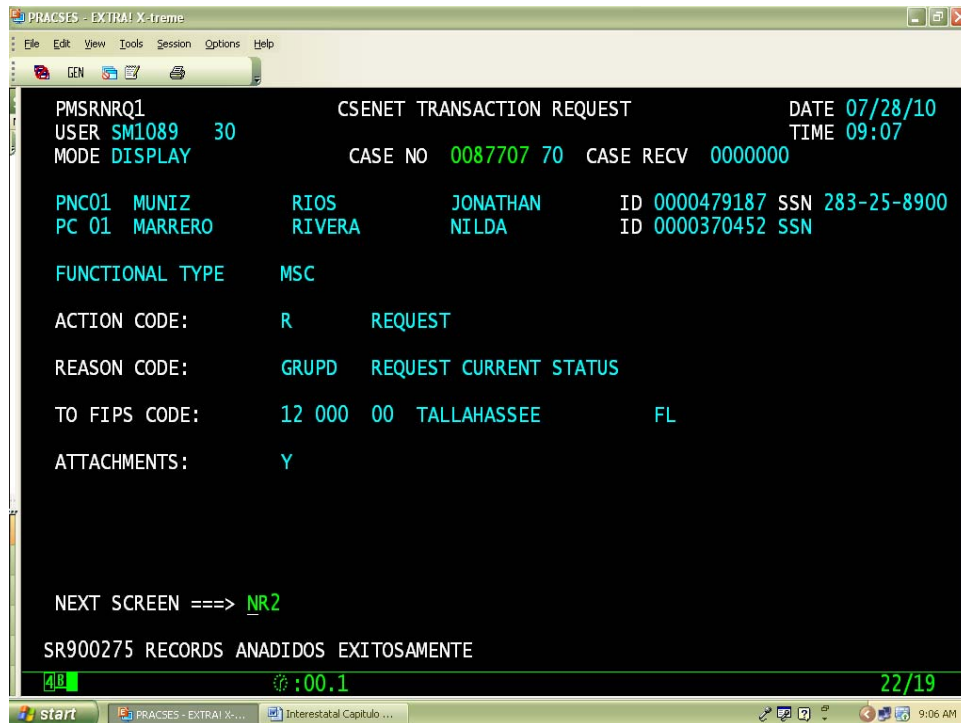 PRACSES - EXTRA! X-treme
File Edit View Tools Session Options Help
GEN
PMSRNRQ1 CSENET TRANSACTION REQUEST DATE 07/28/10
USER SM1089 30 TIME 09:07
MODE DISPLAY CASE NO 0087707 70 CASE RECV 0000000
PNC01 MUNIZ RIOS JONATHAN ID 0000479187 SSN 283-25-8900
PC 01 MARRERO RIVERA NILDA ID 0000370452 SSN
FUNCTIONAL TYPE MSC
ACTION CODE: R REQUEST
REASON CODE: GRUPD REQUEST CURRENT STATUS
TO FIPS CODE: 12 000 00 TALLAHASSEE FL
ATTACHMENTS: Y
NEXT SCREEN ===> NR2
SR900275 RECORDS ANADIDOS EXITOSAMENTE
4B :00.1 22/19
start PRACSES - EXTRA! X-... Interestatal Capitulo ... 9:06 AM